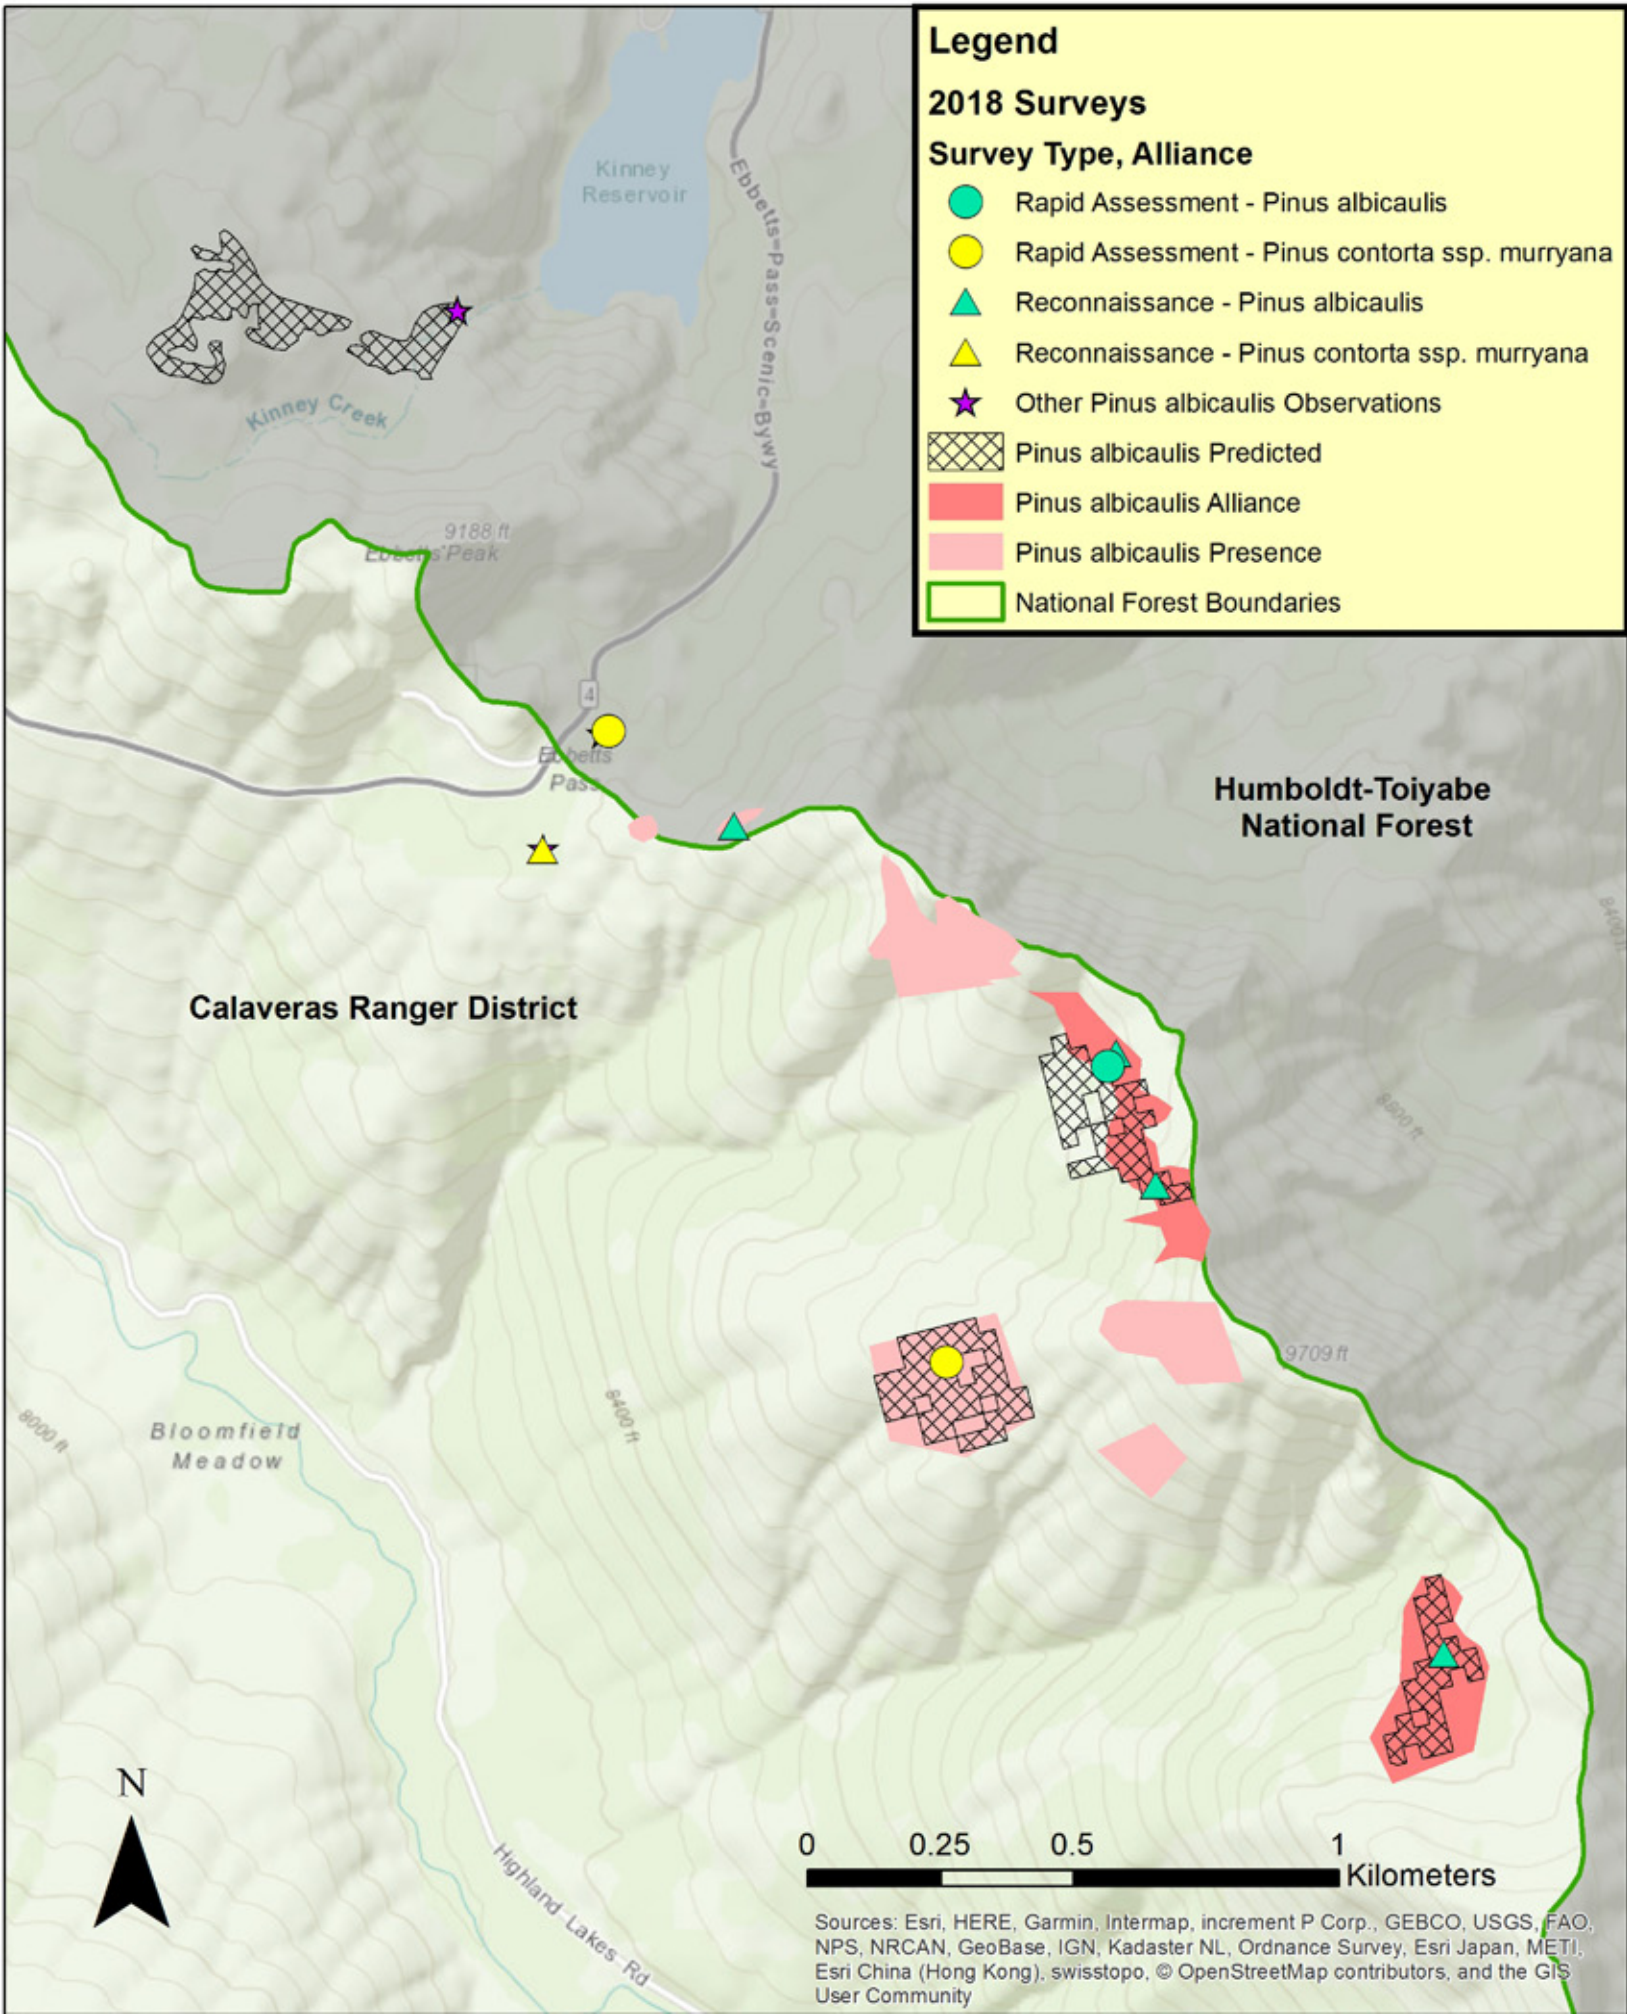 Legend
2018 Surveys
Survey Type, Alliance
Rapid Assessment - Pinus albicaulis
Rapid Assessment - Pinus contorta ssp. murryana
Reconnaissance - Pinus albicaulis
Reconnaissance - Pinus contorta ssp. murryana
Other Pinus albicaulis Observations
Pinus albicaulis Predicted
Pinus albicaulis Alliance
Pinus albicaulis Presence
National Forest Boundaries
Kinney
Reservoir
Ebbetts=Pass=Scenic=Bywy
Kinney Creek
9188 ft
Ebbetts Peak
4
Ebbetts
Pass
Humboldt-Toiyabe
National Forest
8400 ft
Calaveras Ranger District
8800 ft
9709 ft
8400 ft
8000 ft
Bloomfield
Meadow
Highland Lakes Rd
N
0 0.25 0.5 1
Kilometers
Sources: Esri, HERE, Garmin, Intermap, increment P Corp., GEBCO, USGS, FAO,
NPS, NRCAN, GeoBase, IGN, Kadaster NL, Ordnance Survey, Esri Japan, METI,
Esri China (Hong Kong), swisstopo, © OpenStreetMap contributors, and the GIS
User Community